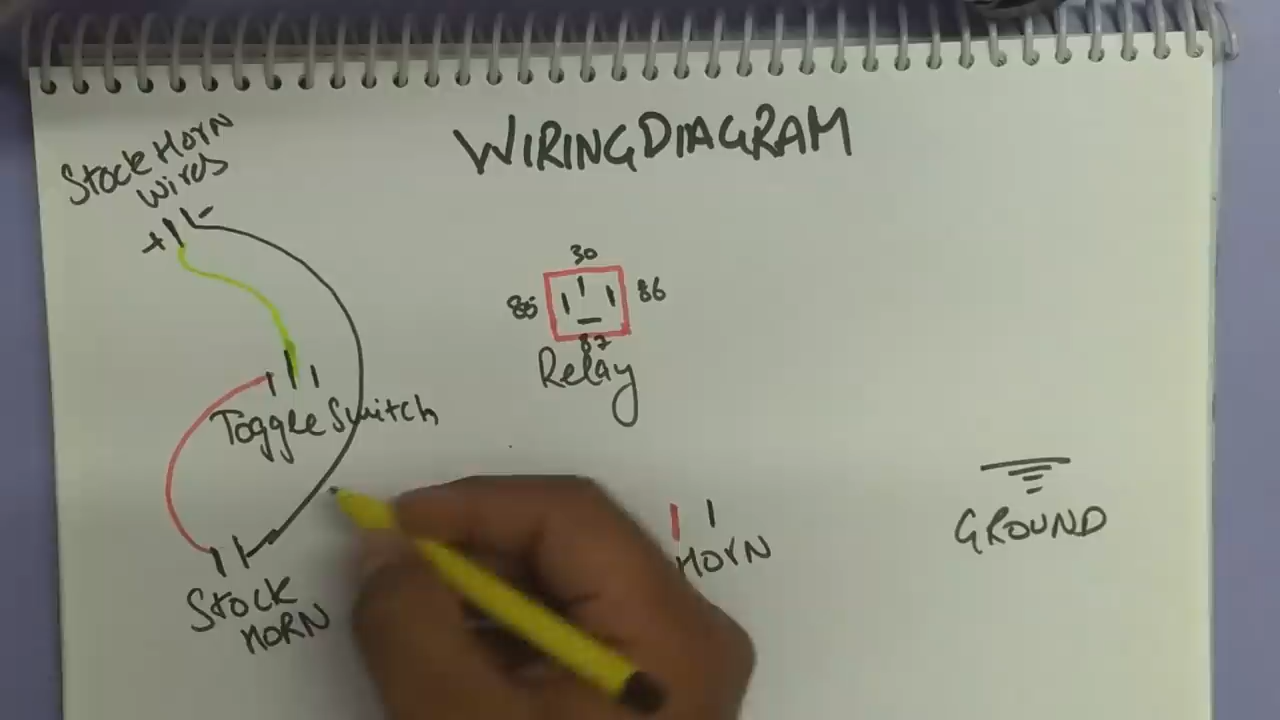 WIRING DIAGRAM
Stock Horn
Wires
+ -
30
85
86
87
Relay
Toggle Switch
GROUND
HORN
STOCK
HORN